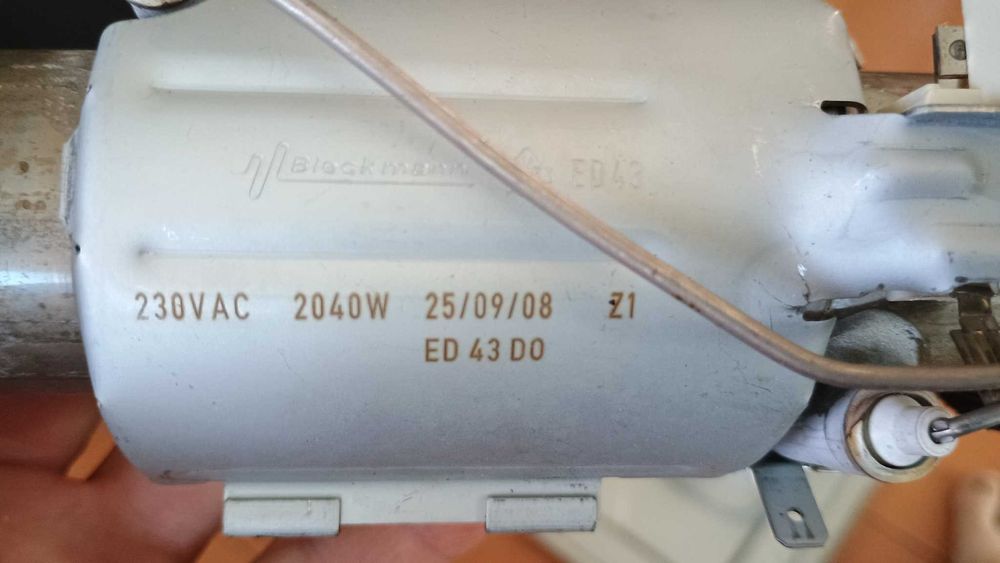 Bleckmann ED43
230VAC 2040W 25/09/08 Z1
ED 43 DO